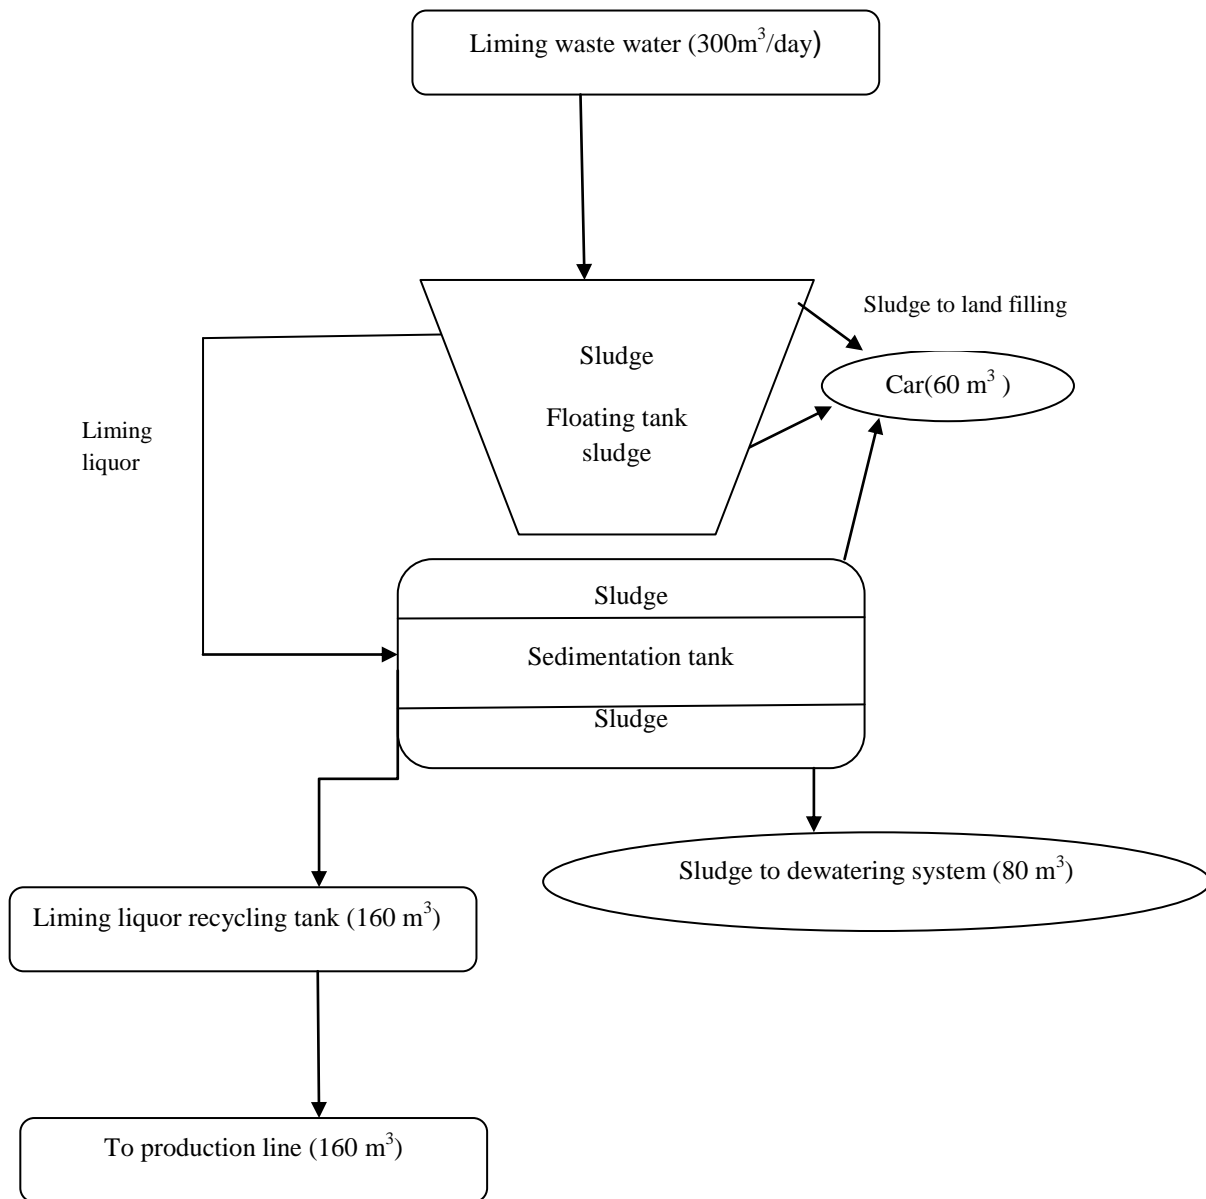 Liming waste water (300m³/day)
Sludge to land filling
Sludge
Car(60 m³ )
Floating tank
sludge
Liming
liquor
Sludge
Sedimentation tank
Sludge
Sludge to dewatering system (80 m³)
Liming liquor recycling tank (160 m³)
To production line (160 m³)